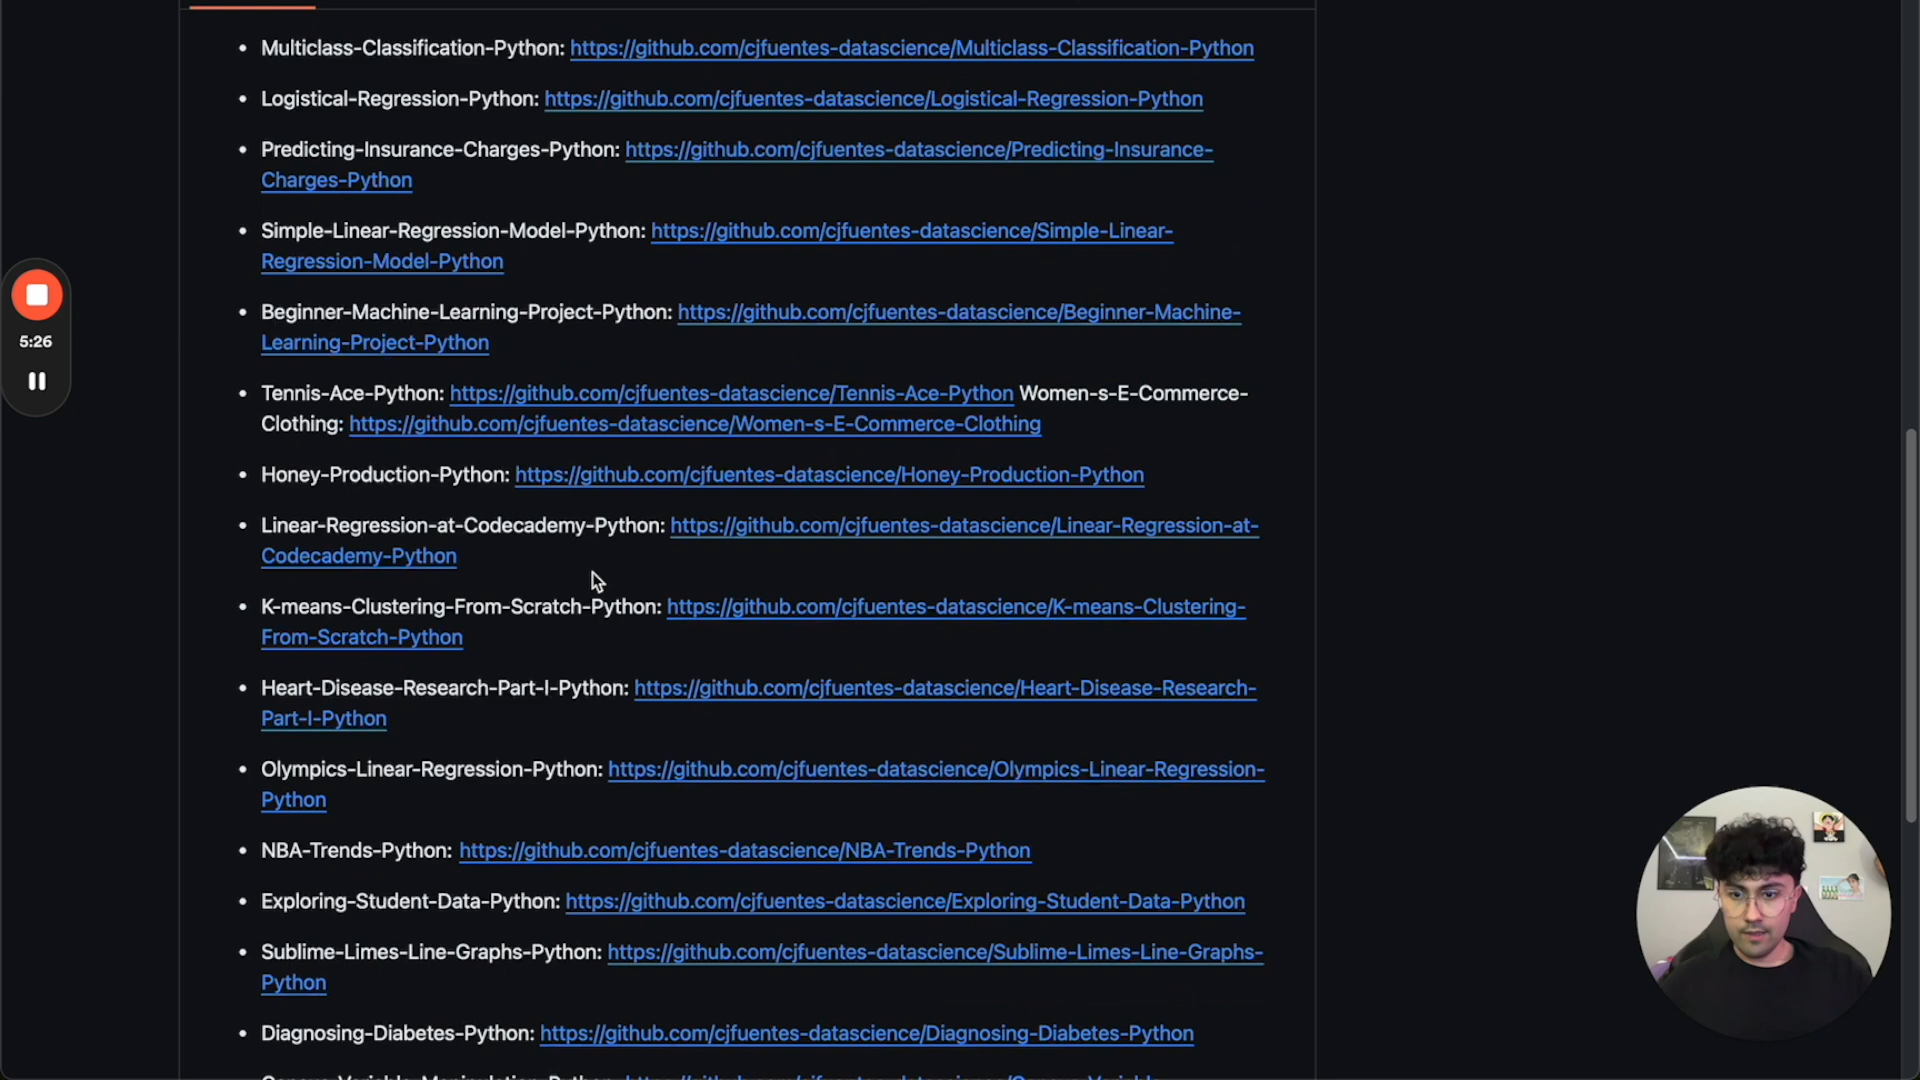 Multiclass-Classification-Python: https://github.com/cjfuentes-datascience/Multiclass-Classification-Python
Logistical-Regression-Python: https://github.com/cjfuentes-datascience/Logistical-Regression-Python
Predicting-Insurance-Charges-Python: https://github.com/cjfuentes-datascience/Predicting-Insurance-
Charges-Python
Simple-Linear-Regression-Model-Python: https://github.com/cjfuentes-datascience/Simple-Linear-
Regression-Model-Python
5:26
Beginner-Machine-Learning-Project-Python: https://github.com/cjfuentes-datascience/Beginner-Machine-
Learning-Project-Python
Tennis-Ace-Python: https://github.com/cjfuentes-datascience/Tennis-Ace-Python Women-s-E-Commerce-
Clothing: https://github.com/cjfuentes-datascience/Women-s-E-Commerce-Clothing
Honey-Production-Python: https://github.com/cjfuentes-datascience/Honey-Production-Python
Linear-Regression-at-Codecademy-Python: https://github.com/cjfuentes-datascience/Linear-Regression-at-
Codecademy-Python
K-means-Clustering-From-Scratch-Python: https://github.com/cjfuentes-datascience/K-means-Clustering-
From-Scratch-Python
Heart-Disease-Research-Part-I-Python: https://github.com/cjfuentes-datascience/Heart-Disease-Research-
Part-I-Python
Olympics-Linear-Regression-Python: https://github.com/cjfuentes-datascience/Olympics-Linear-Regression-
Python
NBA-Trends-Python: https://github.com/cjfuentes-datascience/NBA-Trends-Python
Exploring-Student-Data-Python: https://github.com/cjfuentes-datascience/Exploring-Student-Data-Python
Sublime-Limes-Line-Graphs-Python: https://github.com/cjfuentes-datascience/Sublime-Limes-Line-Graphs-
Python
Diagnosing-Diabetes-Python: https://github.com/cjfuentes-datascience/Diagnosing-Diabetes-Python